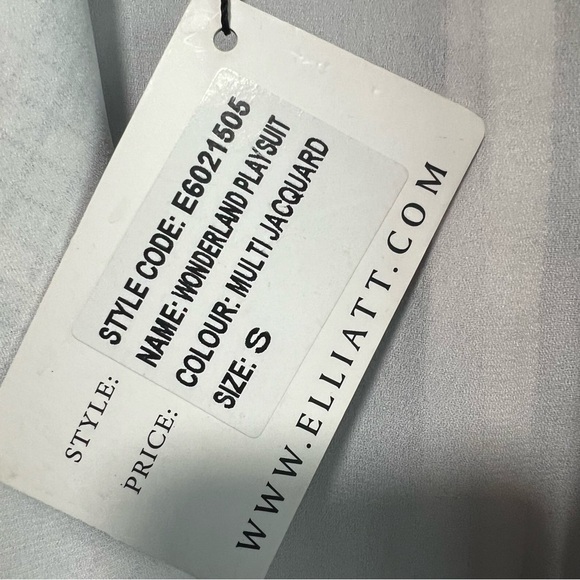 STYLE CODE: E6021505
NAME: WONDERLAND PLAYSUIT
COLOUR: MULTI JACQUARD
SIZE: S
STYLE:
PRICE:
WWW.ELLIATT.COM